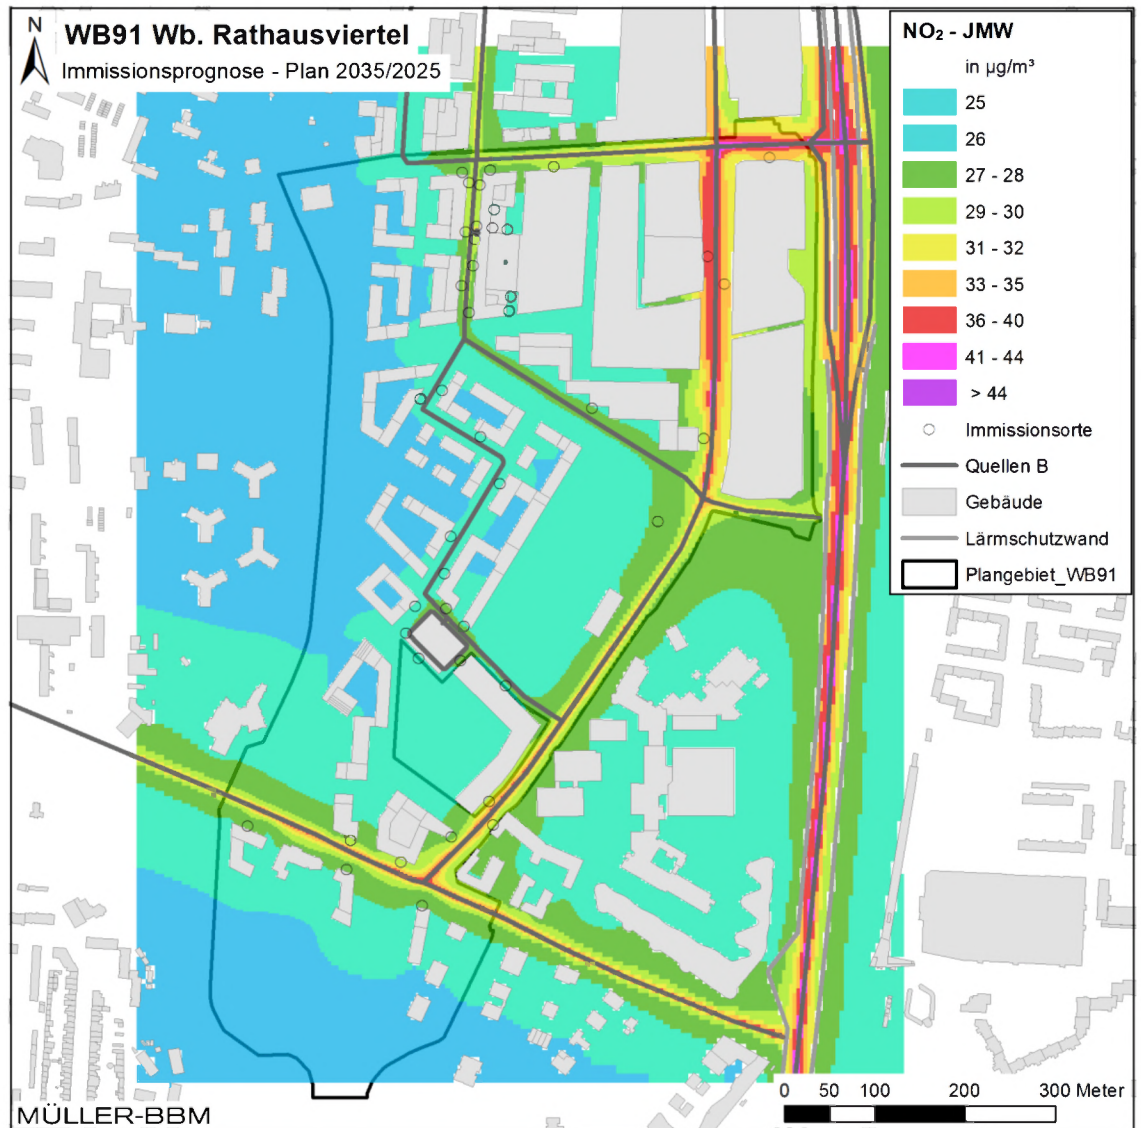 N
WB91 Wb. Rathausviertel
Immissionsprognose - Plan 2035/2025
NO₂ - JMW
in µg/m³
25
26
27 - 28
29 - 30
31 - 32
33 - 35
36 - 40
41 - 44
> 44
Immissionsorte
Quellen B
Gebäude
Lärmschutzwand
Plangebiet_WB91
0 50 100 200 300 Meter
MÜLLER-BBM